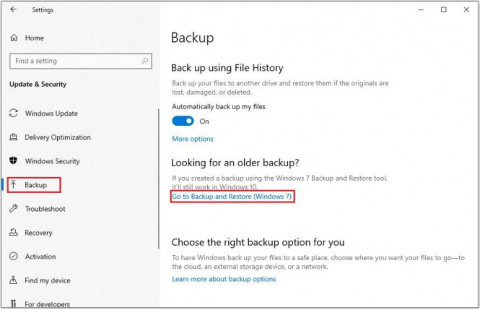 Settings
Home
Find a setting
Update & Security
Windows Update
Delivery Optimization
Windows Security
Backup
Troubleshoot
Recovery
Activation
Find my device
For developers
Backup
Back up using File History
Back up your files to another drive and restore them if the originals are
lost, damaged, or deleted.
Automatically back up my files
On
More options
Looking for an older backup?
If you created a backup using the Windows 7 Backup and Restore tool,
it'll still work in Windows 10.
Go to Backup and Restore (Windows 7)
Choose the right backup option for you
To have Windows back up your files to a safe place, choose where you want your files to go—to
the cloud, an external storage device, or a network.
Learn more about backup options